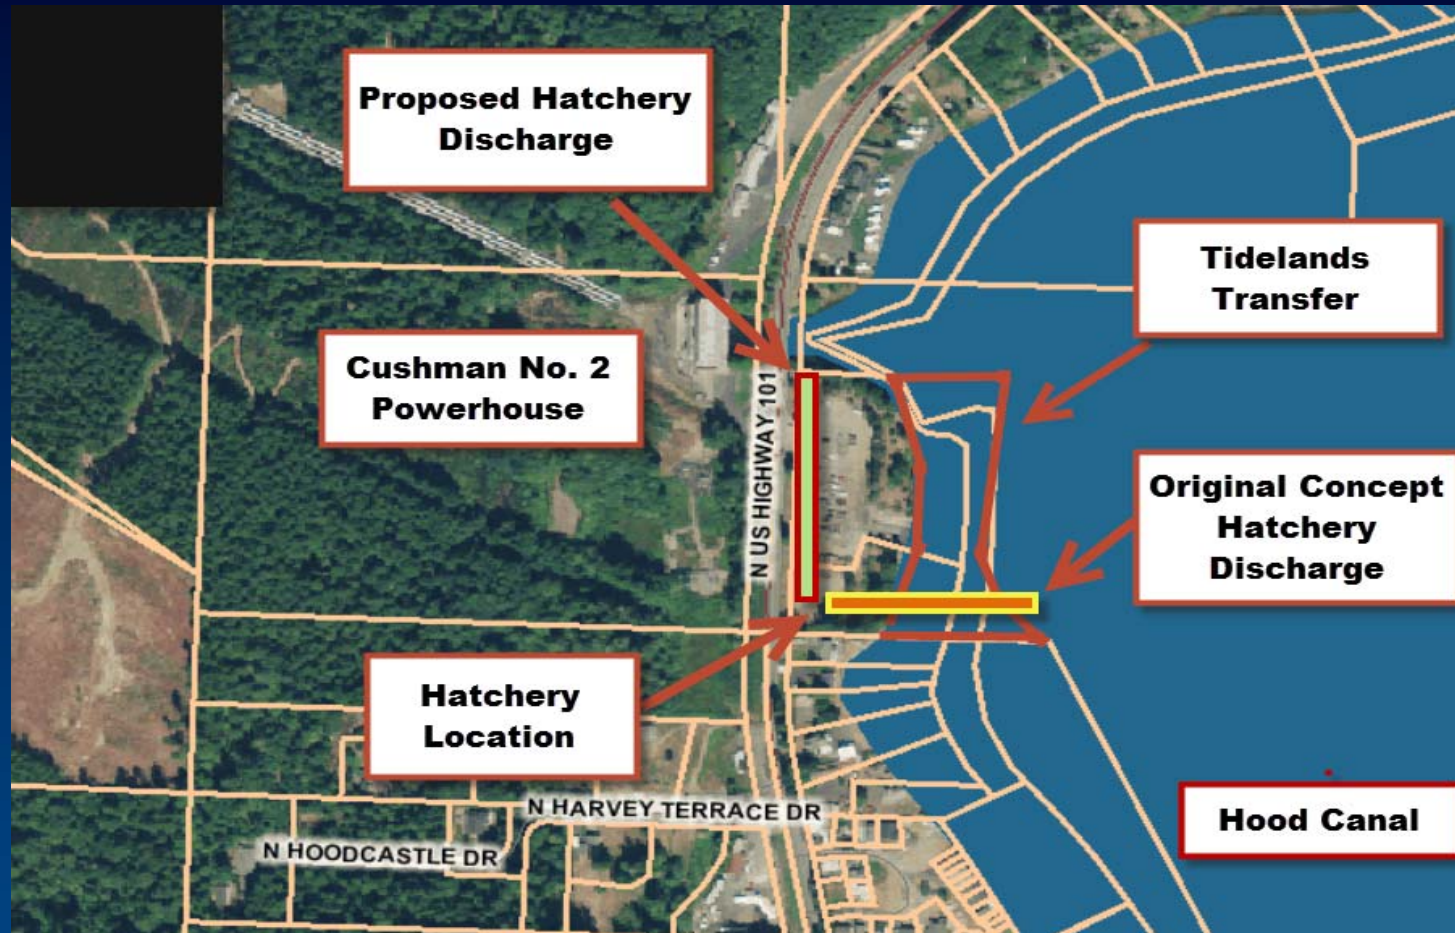 Proposed Hatchery
Discharge
Tidelands
Transfer
Cushman No. 2
Powerhouse
N US HIGHWAY 101
Original Concept
Hatchery
Discharge
Hatchery
Location
Hood Canal
N HARVEY TERRACE DR
N HOODCASTLE DR